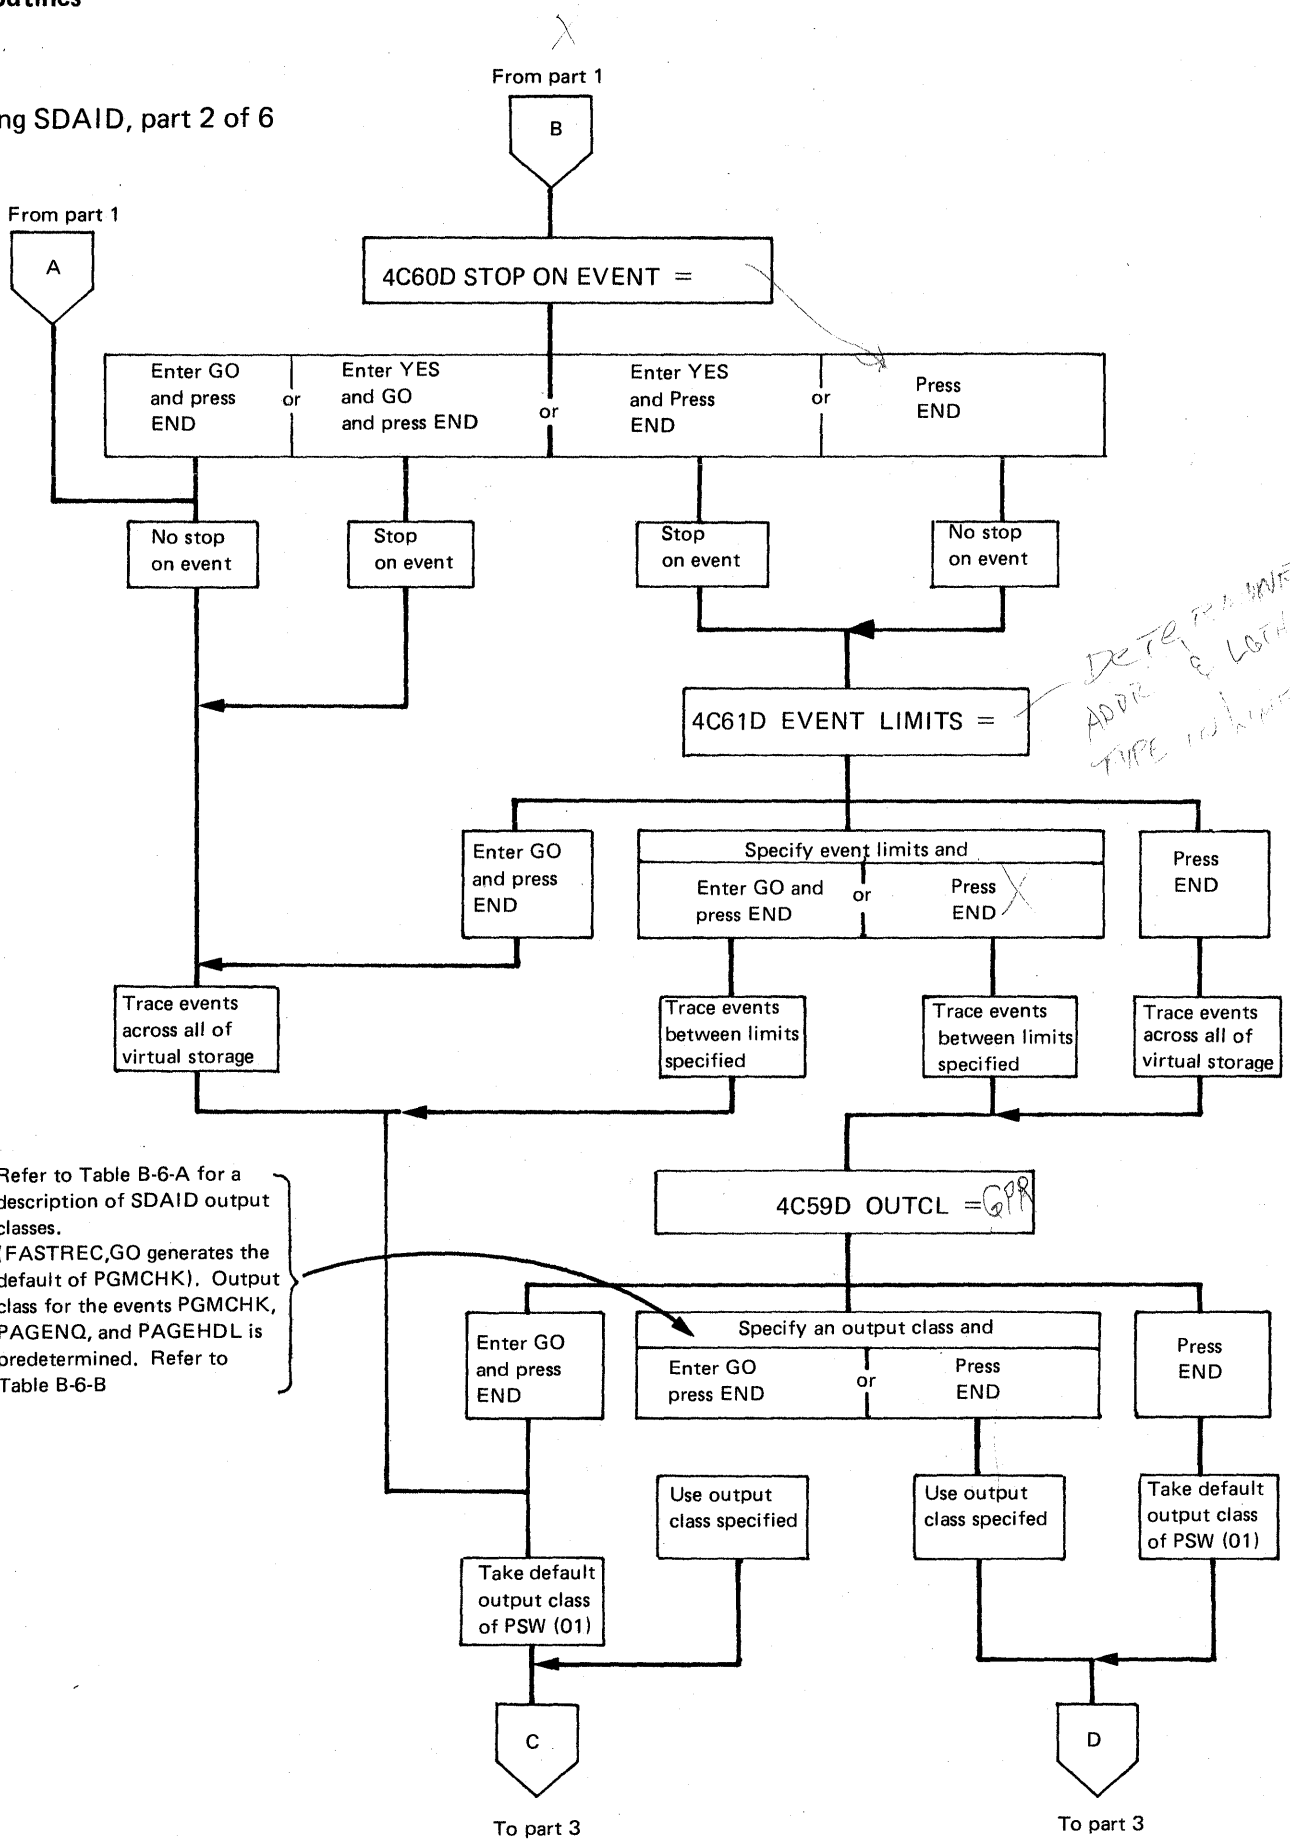 From part 1
B
ng SDAID, part 2 of 6
From part 1
A
4C60D STOP ON EVENT =
Enter GO
and press
END
or
Enter YES
and GO
and press END
or
Enter YES
and Press
END
or
Press
END
No stop
on event
Stop
on event
Stop
on event
No stop
on event
DETERMINE
ADDR & LGTH
TYPE IN
4C61D EVENT LIMITS =
Enter GO
and press
END
Specify event limits and
Enter GO and
press END
or
Press
END
X
Press
END
Trace events
across all of
virtual storage
Trace events
between limits
specified
Trace events
between limits
specified
Trace events
across all of
virtual storage
Refer to Table B-6-A for a
description of SDAID output
classes.
(FASTREC,GO generates the
default of PGMCHK). Output
class for the events PGMCHK,
PAGENQ, and PAGEHDL is
predetermined. Refer to
Table B-6-B
4C59D OUTCL = GPR
Enter GO
and press
END
Specify an output class and
Enter GO
press END
or
Press
END
Press
END
Use output
class specified
Use output
class specifed
Take default
output class
of PSW (01)
Take default
output class
of PSW (01)
C
D
To part 3
To part 3